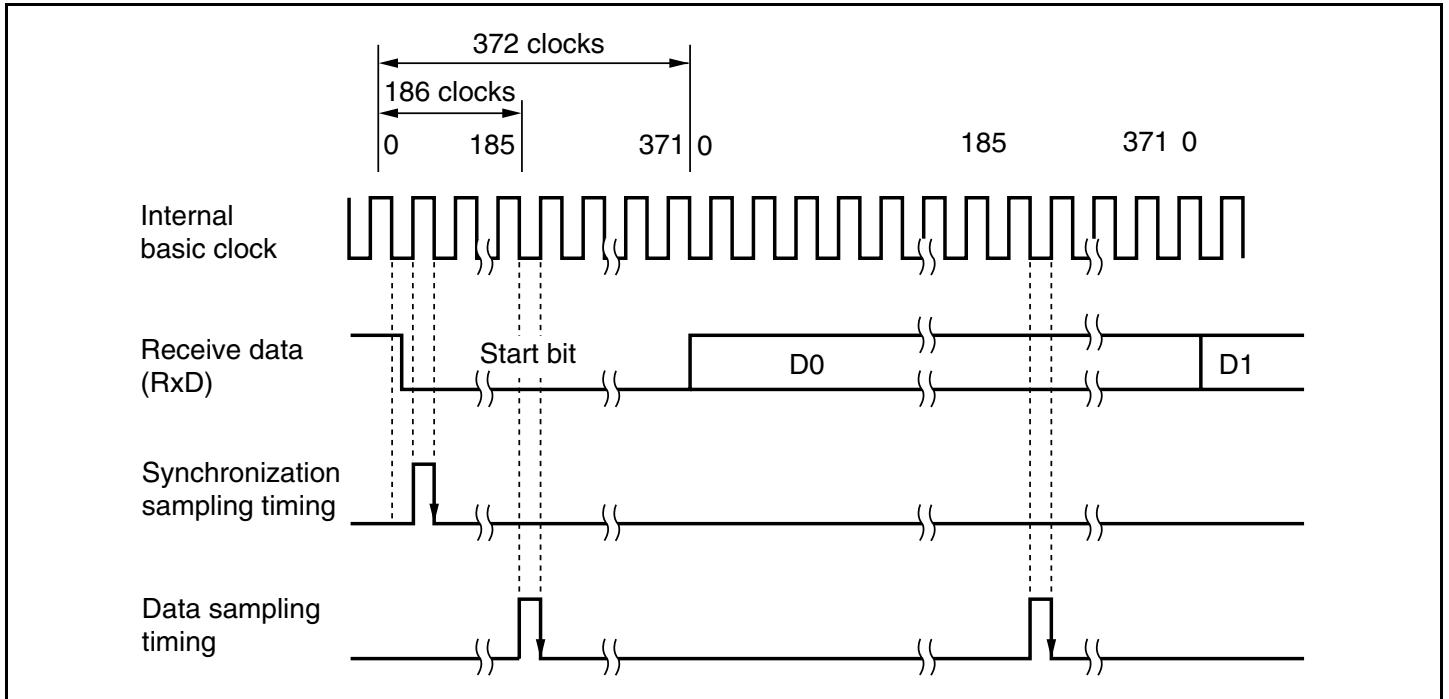 372 clocks
186 clocks
0 185 371 0 185 371 0
Internal
basic clock
Receive data
(RxD)
Start bit D0 D1
Synchronization
sampling timing
Data sampling
timing